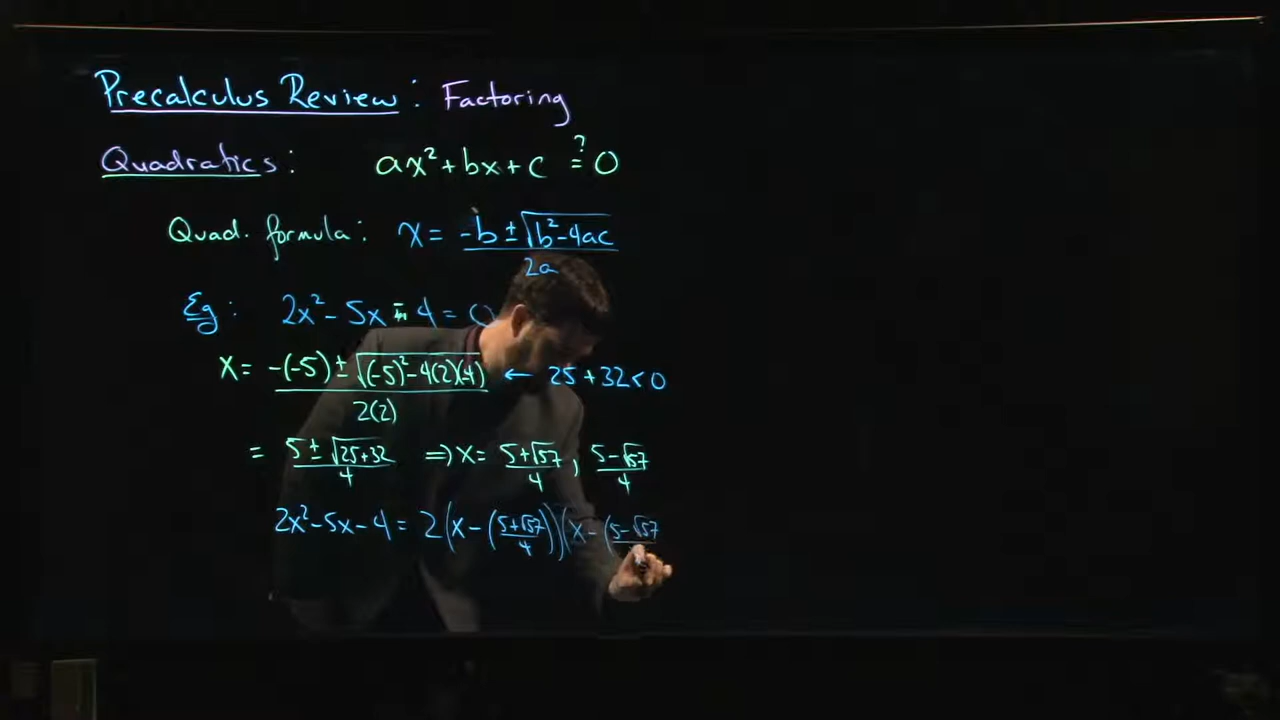 Precalculus Review: Factoring
Quadratics: ax² + bx + c ≟ 0
Quad. formula: x = (-b ± √(b² - 4ac)) / 2a
Eg: 2x² - 5x - 4 = 0
x = (-(-5) ± √((-5)² - 4(2)(-4))) / 2(2) ← 25 + 32 < 0
= (5 ± √(25+32)) / 4 ⇒ x = (5+√57)/4, (5-√57)/4
2x² - 5x - 4 = 2(x - ((5+√57)/4))(x - (5-√57